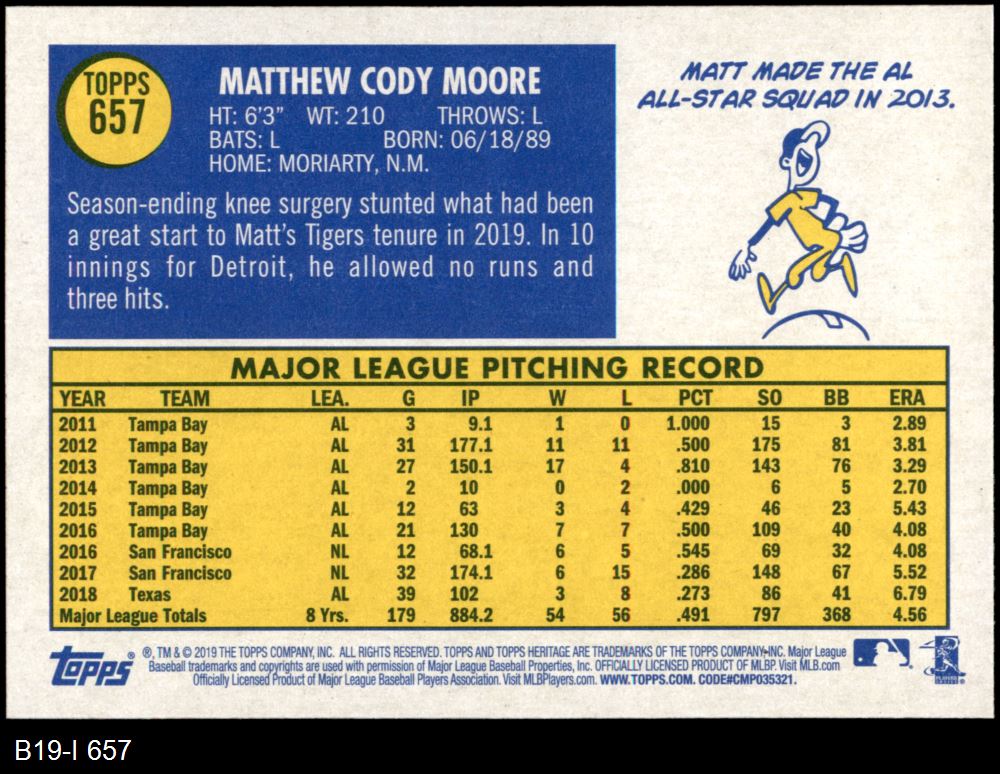 TOPPS
657
MATTHEW CODY MOORE
HT: 6'3" WT: 210 THROWS: L
BATS: L BORN: 06/18/89
HOME: MORIARTY, N.M.
Season-ending knee surgery stunted what had been
a great start to Matt's Tigers tenure in 2019. In 10
innings for Detroit, he allowed no runs and
three hits.
MATT MADE THE AL
ALL-STAR SQUAD IN 2013.
MAJOR LEAGUE PITCHING RECORD
YEAR TEAM LEA. G IP W L PCT SO BB ERA
2011 Tampa Bay AL 3 9.1 1 0 1.000 15 3 2.89
2012 Tampa Bay AL 31 177.1 11 11 .500 175 81 3.81
2013 Tampa Bay AL 27 150.1 17 4 .810 143 76 3.29
2014 Tampa Bay AL 2 10 0 2 .000 6 5 2.70
2015 Tampa Bay AL 12 63 3 4 .429 46 23 5.43
2016 Tampa Bay AL 21 130 7 7 .500 109 40 4.08
2016 San Francisco NL 12 68.1 6 5 .545 69 32 4.08
2017 San Francisco NL 32 174.1 6 15 .286 148 67 5.52
2018 Texas AL 39 102 3 8 .273 86 41 6.79
Major League Totals 8 Yrs. 179 884.2 54 56 .491 797 368 4.56
topps
®, TM & © 2019 THE TOPPS COMPANY, INC. ALL RIGHTS RESERVED. TOPPS AND TOPPS HERITAGE ARE TRADEMARKS OF THE TOPPS COMPANY, INC. Major League
Baseball trademarks and copyrights are used with permission of Major League Baseball Properties, Inc. OFFICIALLY LICENSED PRODUCT OF MLBP. Visit MLB.com
Officially Licensed Product of Major League Baseball Players Association. Visit MLBPlayers.com. WWW.TOPPS.COM. CODE#CMP035321.
B19-I 657